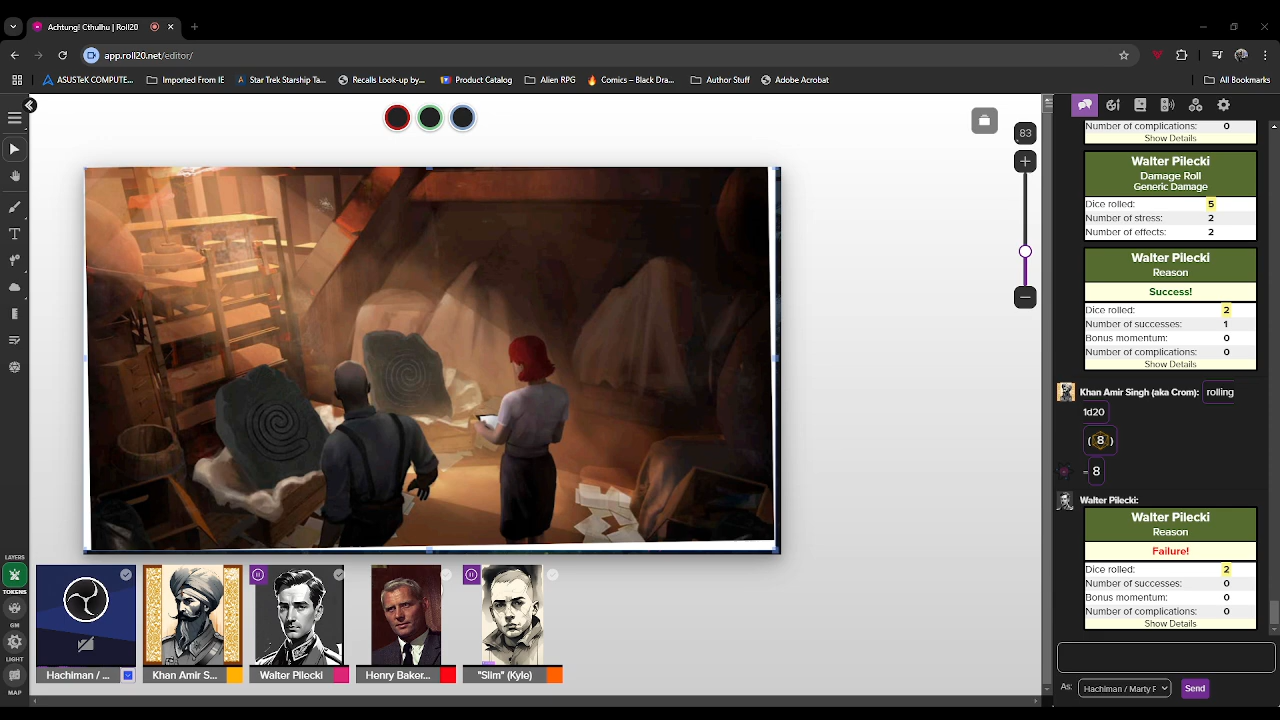 Achtung! Cthulhu | Roll20
app.roll20.net/editor/
ASUSTeK COMPUTE...
Imported From IE
Star Trek Starship Ta...
Recalls Look-up by...
Product Catalog
Alien RPG
Comics – Black Dra...
Author Stuff
Adobe Acrobat
All Bookmarks
83
Number of complications: 0
Show Details
Walter Pilecki
Damage Roll
Generic Damage
Dice rolled: 5
Number of stress: 2
Number of effects: 2
Walter Pilecki
Reason
Success!
Dice rolled: 2
Number of successes: 1
Bonus momentum: 0
Number of complications: 0
Show Details
Khan Amir Singh (aka Crom): rolling
1d20
(8)
=8
Walter Pilecki:
Walter Pilecki
Reason
Failure!
Dice rolled: 2
Number of successes: 0
Bonus momentum: 0
Number of complications: 0
Show Details
LAYERS
TOKENS
GM
LIGHT
MAP
Hachiman / ...
Khan Amir S...
Walter Pilecki
Henry Baker...
"Slim" (Kyle)
As: Hachiman / Marty F
Send